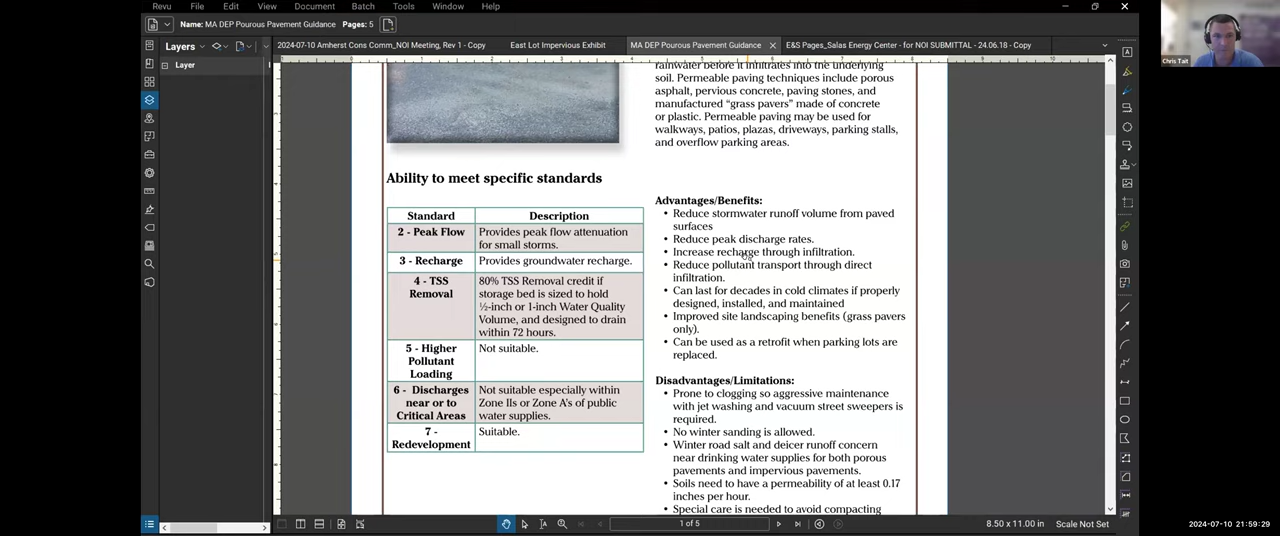 Revu File Edit View Document Batch Tools Window Help
Name: MA DEP Pourous Pavement Guidance Pages: 5
Layers
2024-07-10 Amherst Cons Comm_NOI Meeting, Rev 1 - Copy
East Lot Impervious Exhibit
MA DEP Pourous Pavement Guidance
E&S Pages_Salas Energy Center - for NOI SUBMITTAL - 24.06.18 - Copy
Layer
Chris Tait
rainwater before it infiltrates into the underlying
soil. Permeable paving techniques include porous
asphalt, pervious concrete, paving stones, and
manufactured “grass pavers” made of concrete
or plastic. Permeable paving may be used for
walkways, patios, plazas, driveways, parking stalls,
and overflow parking areas.
Ability to meet specific standards
Standard Description
2 - Peak Flow
Provides peak flow attenuation
for small storms.
3 - Recharge
Provides groundwater recharge.
4 - TSS
Removal
80% TSS Removal credit if
storage bed is sized to hold
½-inch or 1-inch Water Quality
Volume, and designed to drain
within 72 hours.
5 - Higher
Pollutant
Loading
Not suitable.
6 - Discharges
near or to
Critical Areas
Not suitable especially within
Zone IIs or Zone A’s of public
water supplies.
7 -
Redevelopment
Suitable.
Advantages/Benefits:
• Reduce stormwater runoff volume from paved
surfaces
• Reduce peak discharge rates.
• Increase recharge through infiltration.
• Reduce pollutant transport through direct
infiltration.
• Can last for decades in cold climates if properly
designed, installed, and maintained
• Improved site landscaping benefits (grass pavers
only).
• Can be used as a retrofit when parking lots are
replaced.
Disadvantages/Limitations:
• Prone to clogging so aggressive maintenance
with jet washing and vacuum street sweepers is
required.
• No winter sanding is allowed.
• Winter road salt and deicer runoff concern
near drinking water supplies for both porous
pavements and impervious pavements.
• Soils need to have a permeability of at least 0.17
inches per hour.
• Special care is needed to avoid compacting
1 of 5
8.50 x 11.00 in
Scale Not Set
2024-07-10 21:59:29